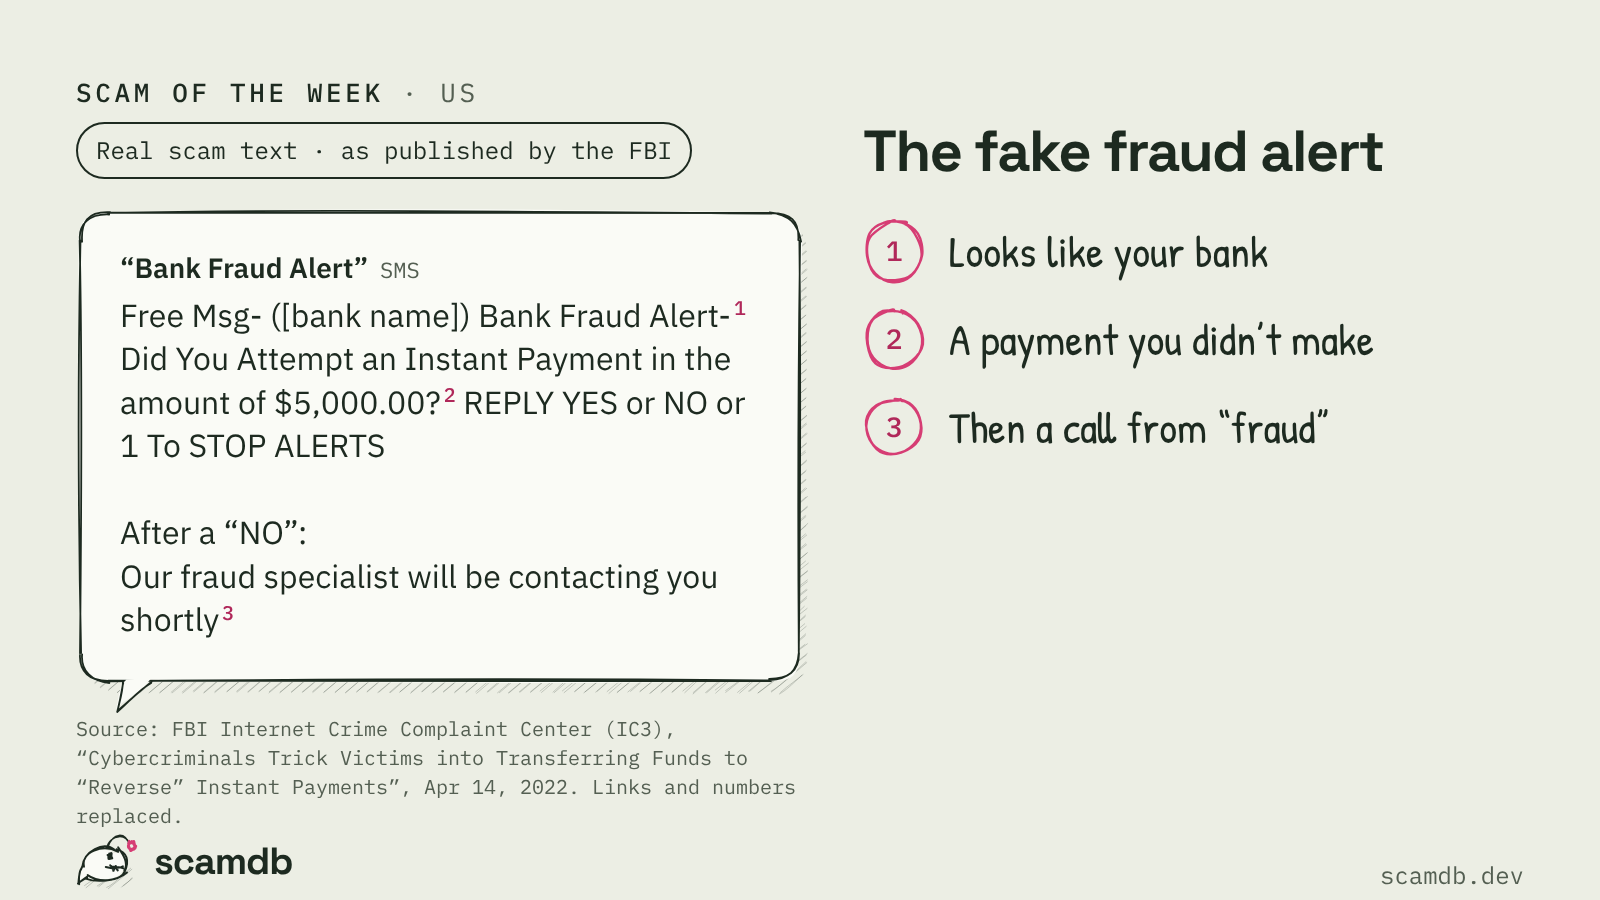 SCAM OF THE WEEK · US
Real scam text · as published by the FBI
“Bank Fraud Alert” SMS
Free Msg- ([bank name]) Bank Fraud Alert-1
Did You Attempt an Instant Payment in the
amount of $5,000.00?2 REPLY YES or NO or
1 To STOP ALERTS
After a “NO”:
Our fraud specialist will be contacting you
shortly3
Source: FBI Internet Crime Complaint Center (IC3),
“Cybercriminals Trick Victims into Transferring Funds to
“Reverse” Instant Payments”, Apr 14, 2022. Links and numbers
replaced.
scamdb
The fake fraud alert
1 Looks like your bank
2 A payment you didn’t make
3 Then a call from “fraud”
scamdb.dev